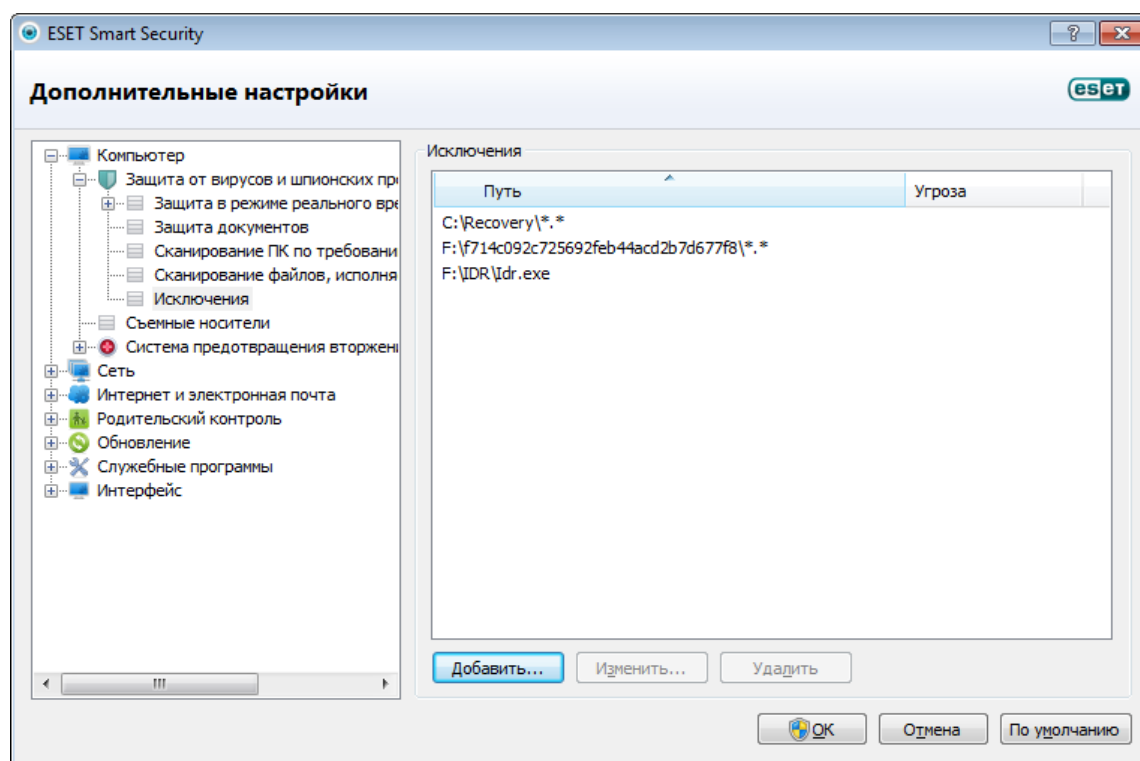 ESET Smart Security
Дополнительные настройки
eset
Компьютер
Защита от вирусов и шпионских пр
Защита в режиме реального вре
Защита документов
Сканирование ПК по требовани
Сканирование файлов, исполня
Исключения
Съемные носители
Система предотвращения вторжен
Сеть
Интернет и электронная почта
Родительский контроль
Обновление
Служебные программы
Интерфейс
Исключения
Путь Угроза
C:\Recovery\*.*
F:\f714c092c725692feb44acd2b7d677f8\*.*
F:\IDR\Idr.exe
Добавить... Изменить... Удалить
OK Отмена По умолчанию